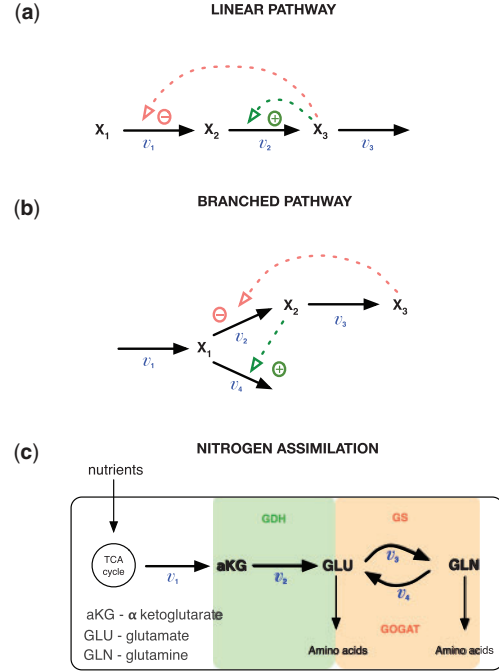 (a) LINEAR PATHWAY
− +
X1 X2 X3
v1 v2 v3
(b) BRANCHED PATHWAY
− X2 X3
v2 v3
X1
v1 +
v4
(c) NITROGEN ASSIMILATION
nutrients
GDH GS
TCA
cycle
v3
aKG GLU GLN
v1 v2 v4
aKG - α ketoglutarate
GLU - glutamate
GLN - glutamine
GOGAT
Amino acids Amino acids